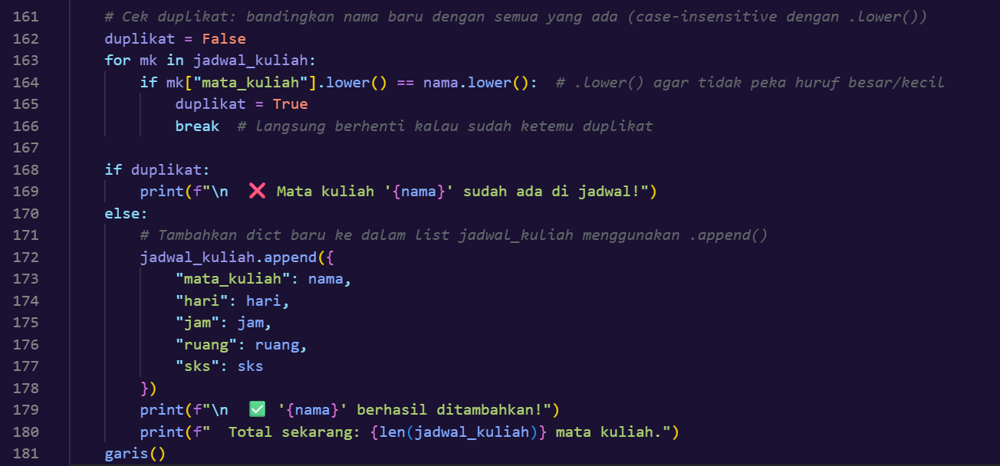 161 # Cek duplikat: bandingkan nama baru dengan semua yang ada (case-insensitive dengan .lower())
162 duplikat = False
163 for mk in jadwal_kuliah:
164     if mk["mata_kuliah"].lower() == nama.lower():  # .lower() agar tidak peka huruf besar/kecil
165         duplikat = True
166         break  # langsung berhenti kalau sudah ketemu duplikat
167
168 if duplikat:
169     print(f"\n  ❌ Mata kuliah '{nama}' sudah ada di jadwal!")
170 else:
171     # Tambahkan dict baru ke dalam list jadwal_kuliah menggunakan .append()
172     jadwal_kuliah.append({
173         "mata_kuliah": nama,
174         "hari": hari,
175         "jam": jam,
176         "ruang": ruang,
177         "sks": sks
178     })
179     print(f"\n  ✅ '{nama}' berhasil ditambahkan!")
180     print(f"  Total sekarang: {len(jadwal_kuliah)} mata kuliah.")
181 garis()